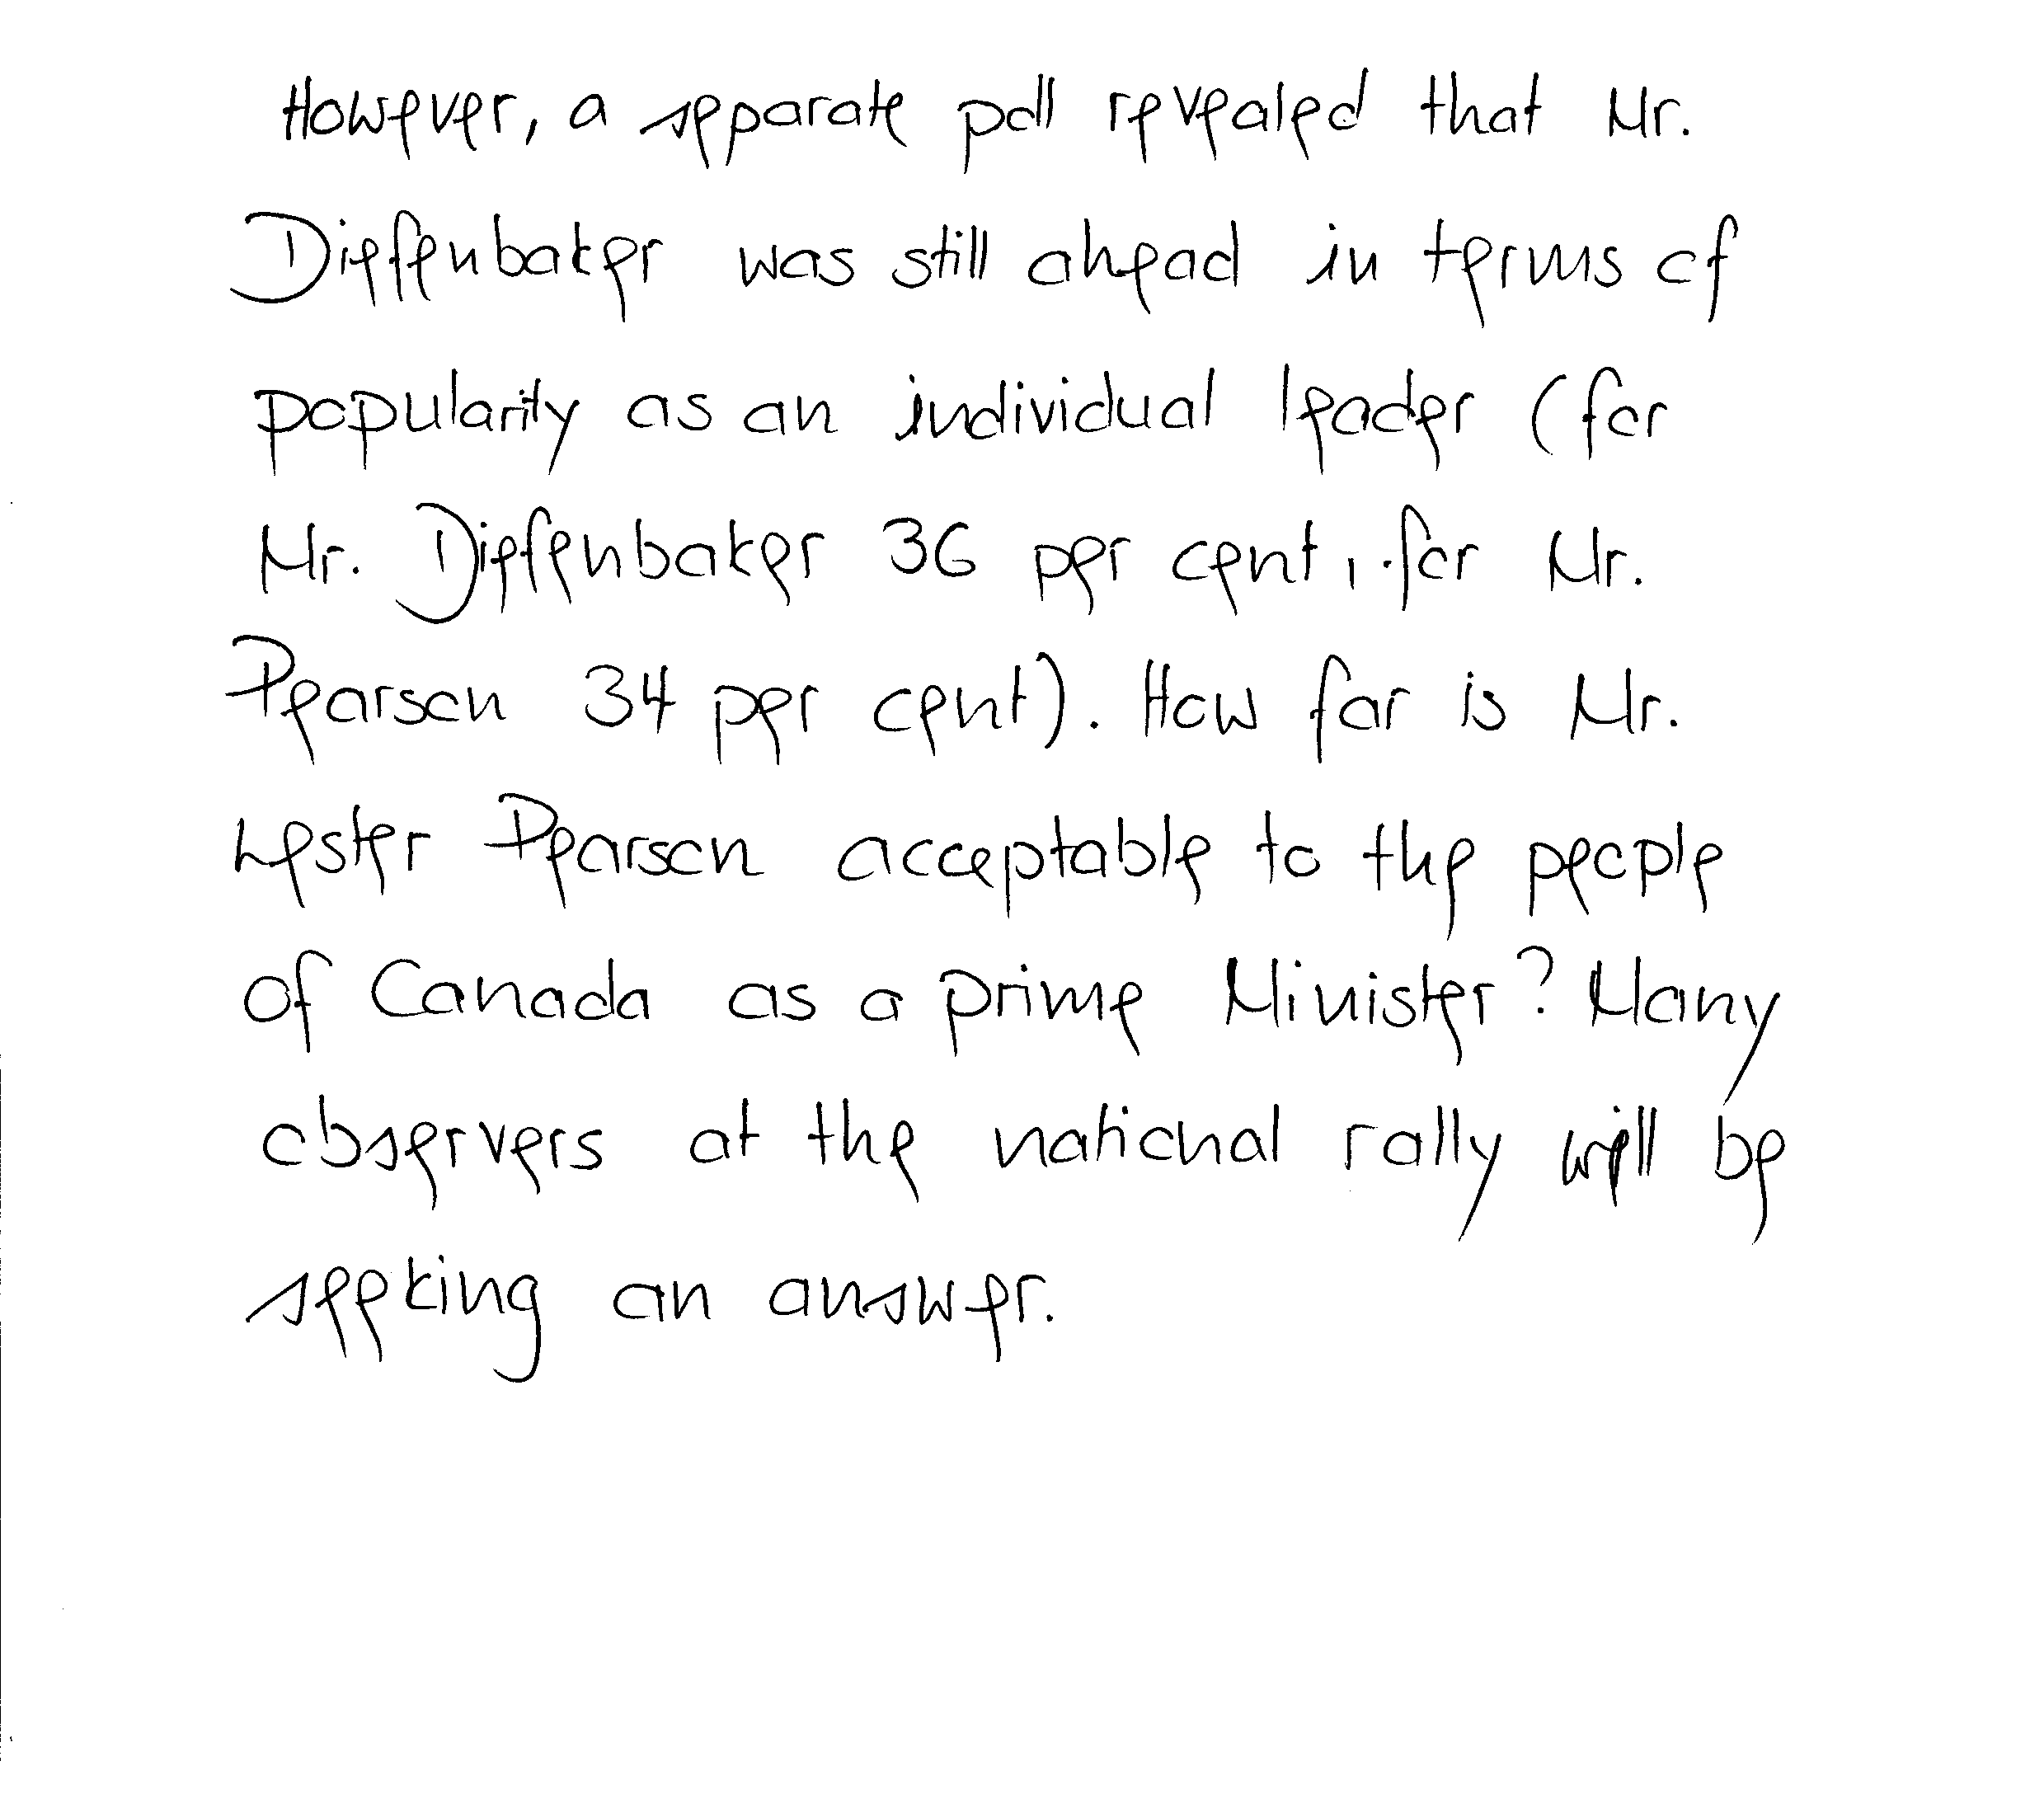 However, a separate poll revealed that Mr.
Diefenbaker was still ahead in terms of
popularity as an individual leader (for
Mr. Diefenbaker 36 per cent, for Mr.
Pearson 34 per cent). How far is Mr.
Lester Pearson acceptable to the people
of Canada as a prime Minister? Many
observers at the national rally will be
seeking an answer.